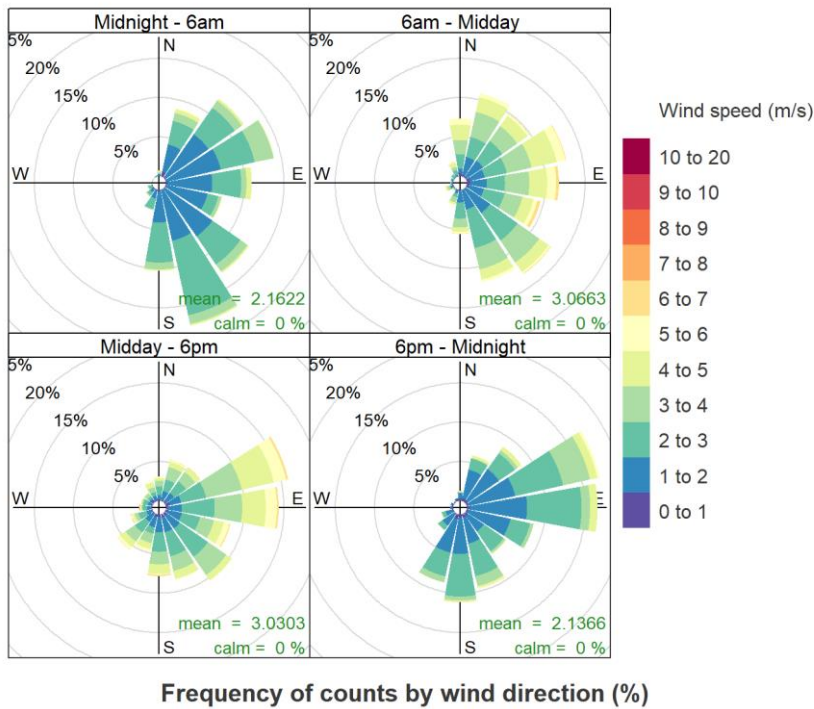 Midnight - 6am
5%
N
20%
15%
10%
5%
W
E
mean = 2.1622
S
calm = 0 %
6am - Midday
5%
N
20%
15%
10%
5%
W
E
mean = 3.0663
S
calm = 0 %
Midday - 6pm
5%
N
20%
15%
10%
5%
W
E
mean = 3.0303
S
calm = 0 %
6pm - Midnight
5%
N
20%
15%
10%
5%
W
E
mean = 2.1366
S
calm = 0 %
Wind speed (m/s)
10 to 20
9 to 10
8 to 9
7 to 8
6 to 7
5 to 6
4 to 5
3 to 4
2 to 3
1 to 2
0 to 1
Frequency of counts by wind direction (%)